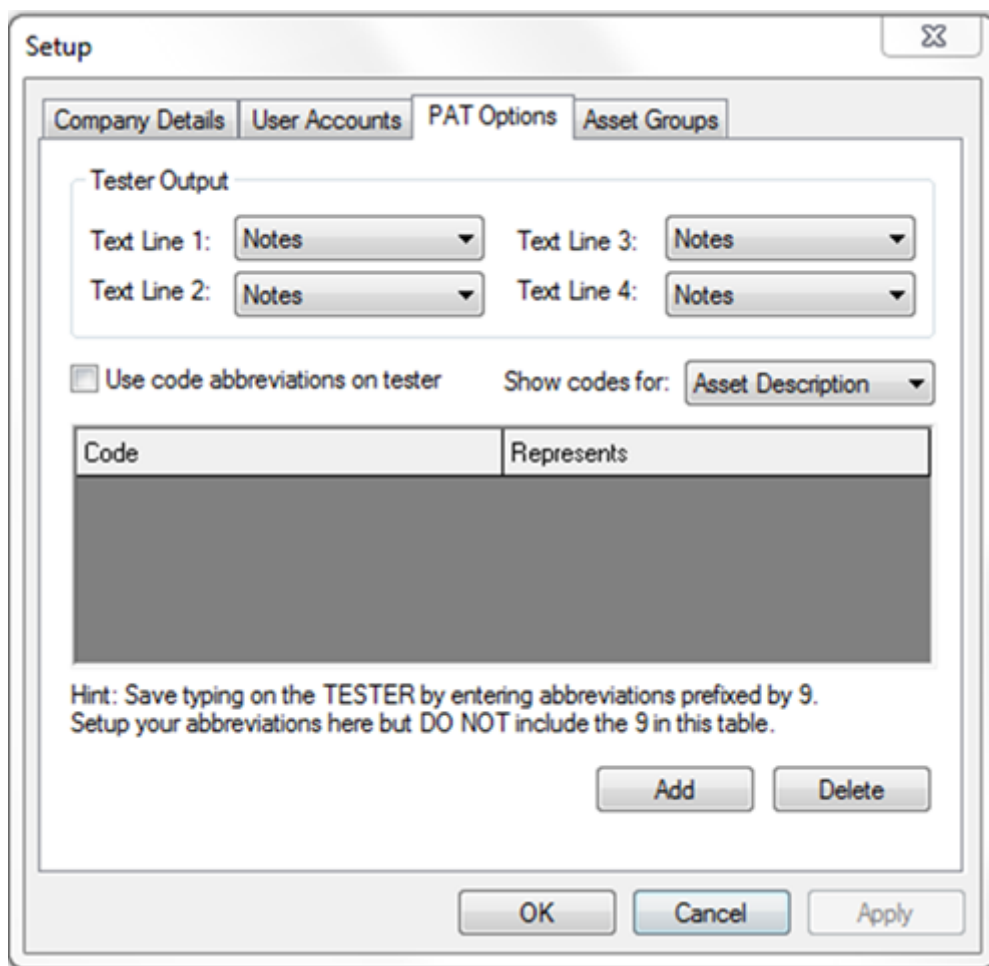 Setup
Company Details User Accounts PAT Options Asset Groups
Tester Output
Text Line 1: Notes Text Line 3: Notes
Text Line 2: Notes Text Line 4: Notes
Use code abbreviations on tester Show codes for: Asset Description
Code Represents
Hint: Save typing on the TESTER by entering abbreviations prefixed by 9.
Setup your abbreviations here but DO NOT include the 9 in this table.
Add Delete
OK Cancel Apply